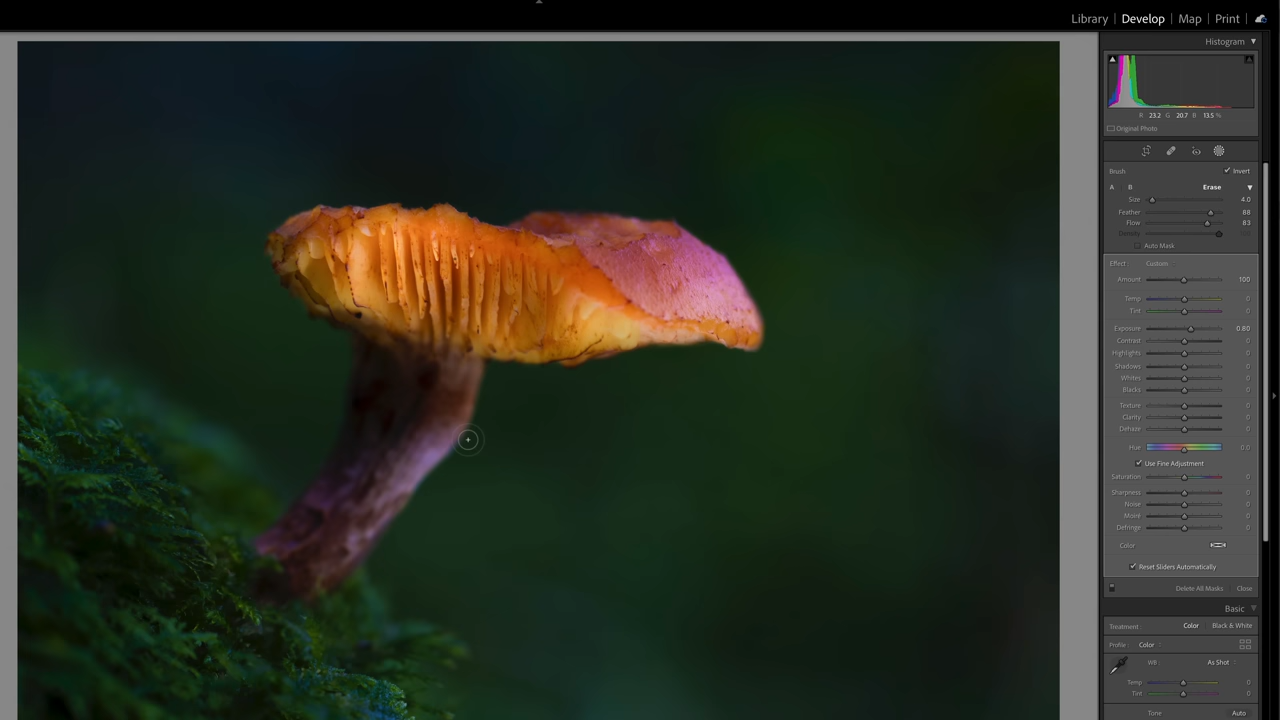 Library | Develop | Map | Print |
Histogram
R 23.2 G 20.7 B 13.5 %
Original Photo
Brush Invert
A B Erase
Size 4.0
Feather 88
Flow 83
Density
Auto Mask
Effect : Custom
Amount 100
Temp 0
Tint 0
Exposure 0.80
Contrast 0
Highlights 0
Shadows 0
Whites 0
Blacks 0
Texture 0
Clarity 0
Dehaze 0
Hue 0.0
Use Fine Adjustment
Saturation 0
Sharpness 0
Noise 0
Moiré 0
Defringe 0
Color
Reset Sliders Automatically
Delete All Masks Close
Basic
Treatment : Color Black & White
Profile : Color
WB : As Shot
Temp 0
Tint 0
Tone Auto